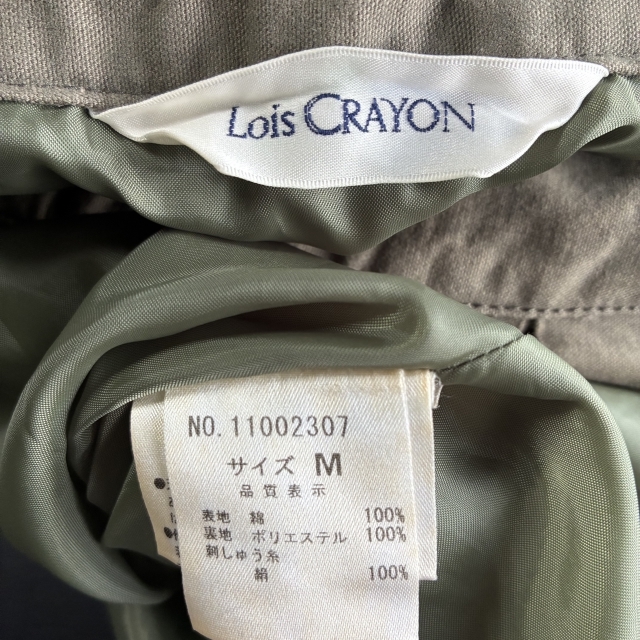 Lois CRAYON
NO.11002307
サイズ M
品質表示
表地 綿 100%
裏地 ポリエステル 100%
刺しゅう糸
絹 100%